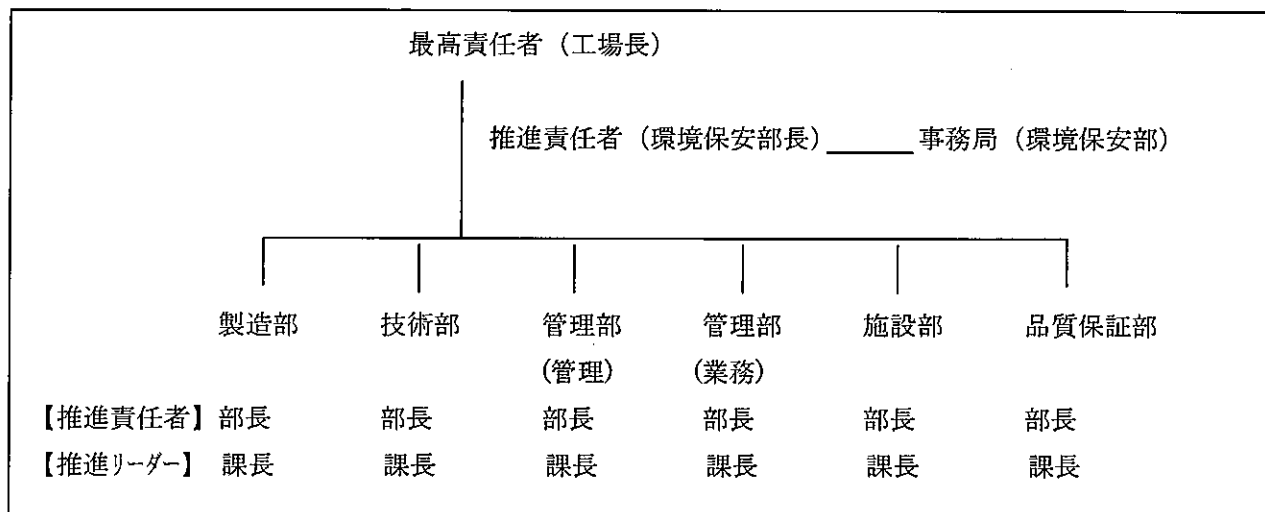 最高責任者（工場長）
推進責任者（環境保安部長）＿＿＿事務局（環境保安部）
製造部　技術部　管理部　管理部　施設部　品質保証部
(管理)　(業務)
【推進責任者】部長　部長　部長　部長　部長　部長
【推進ﾘｰﾀﾞｰ】課長　課長　課長　課長　課長　課長